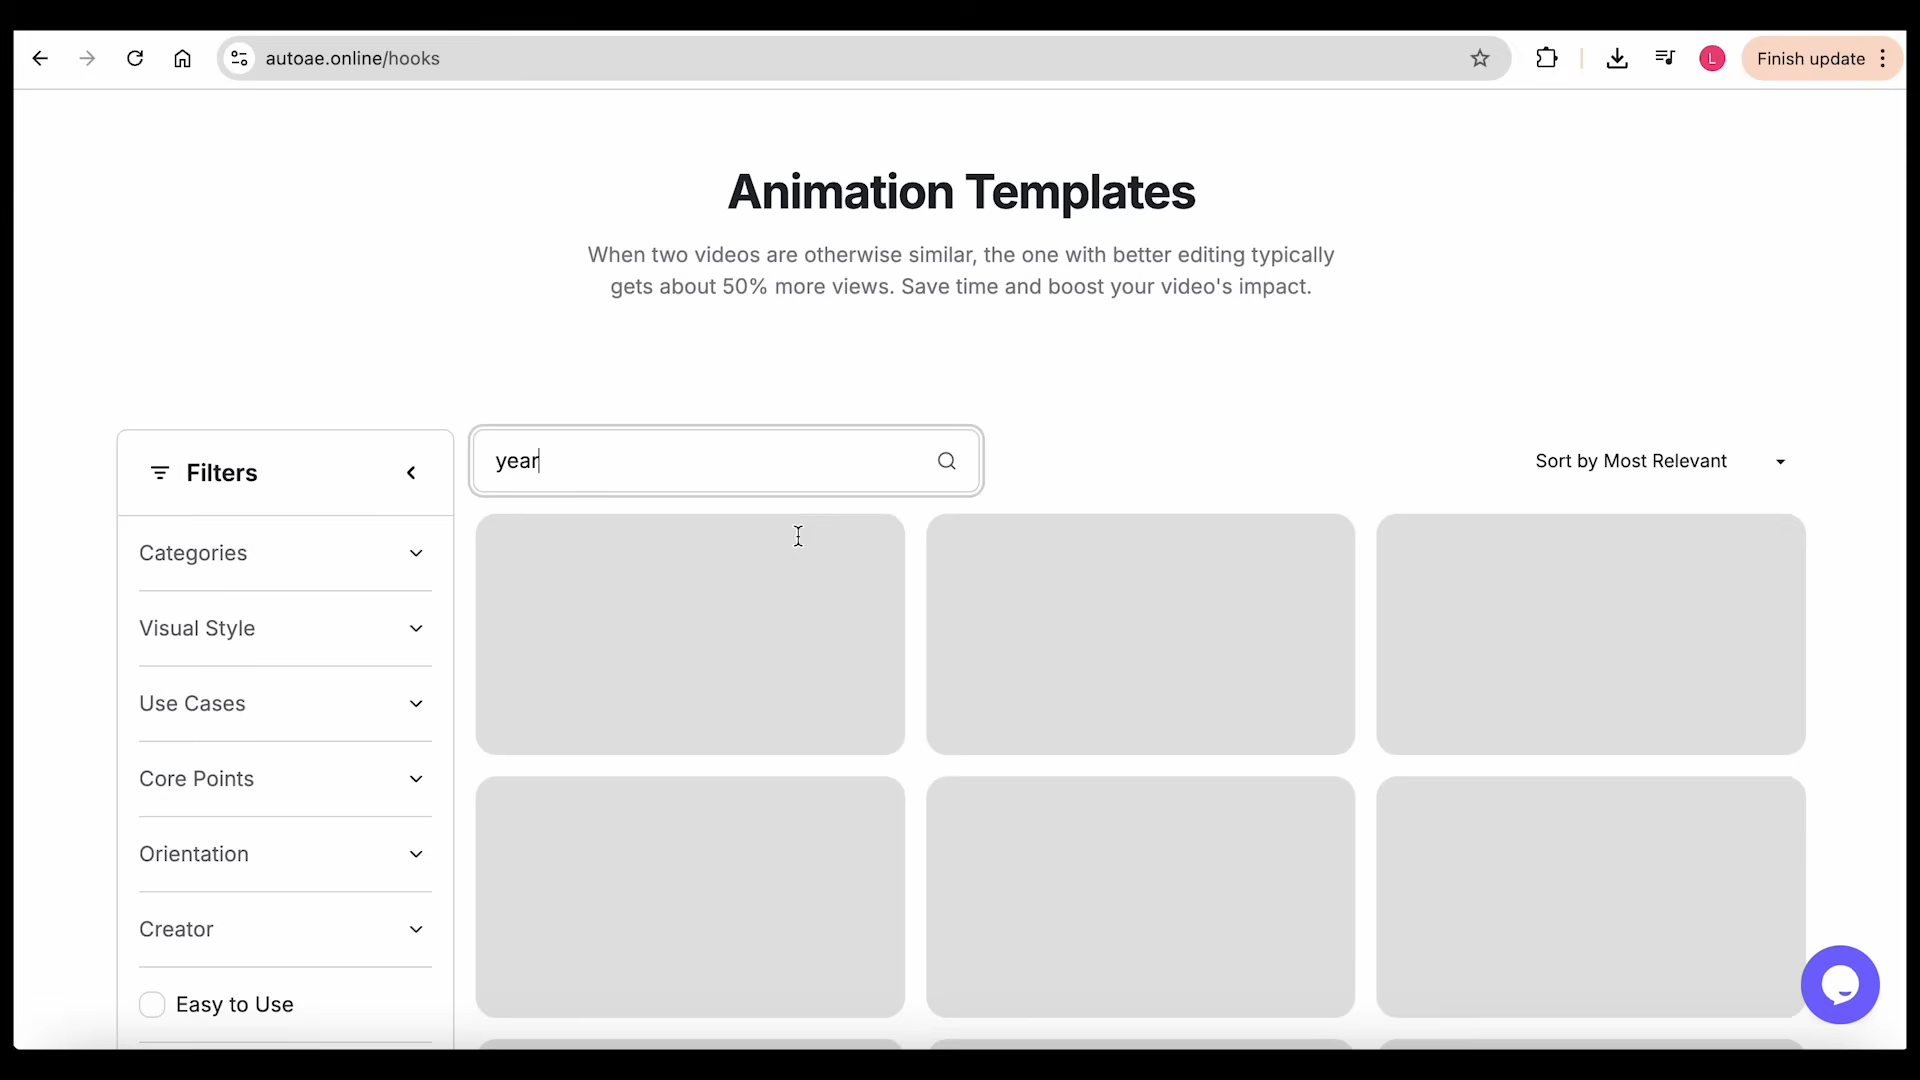 autoae.online/hooks
L
Finish update
Animation Templates
When two videos are otherwise similar, the one with better editing typically
gets about 50% more views. Save time and boost your video's impact.
Filters
year
Sort by Most Relevant
Categories
Visual Style
Use Cases
Core Points
Orientation
Creator
Easy to Use